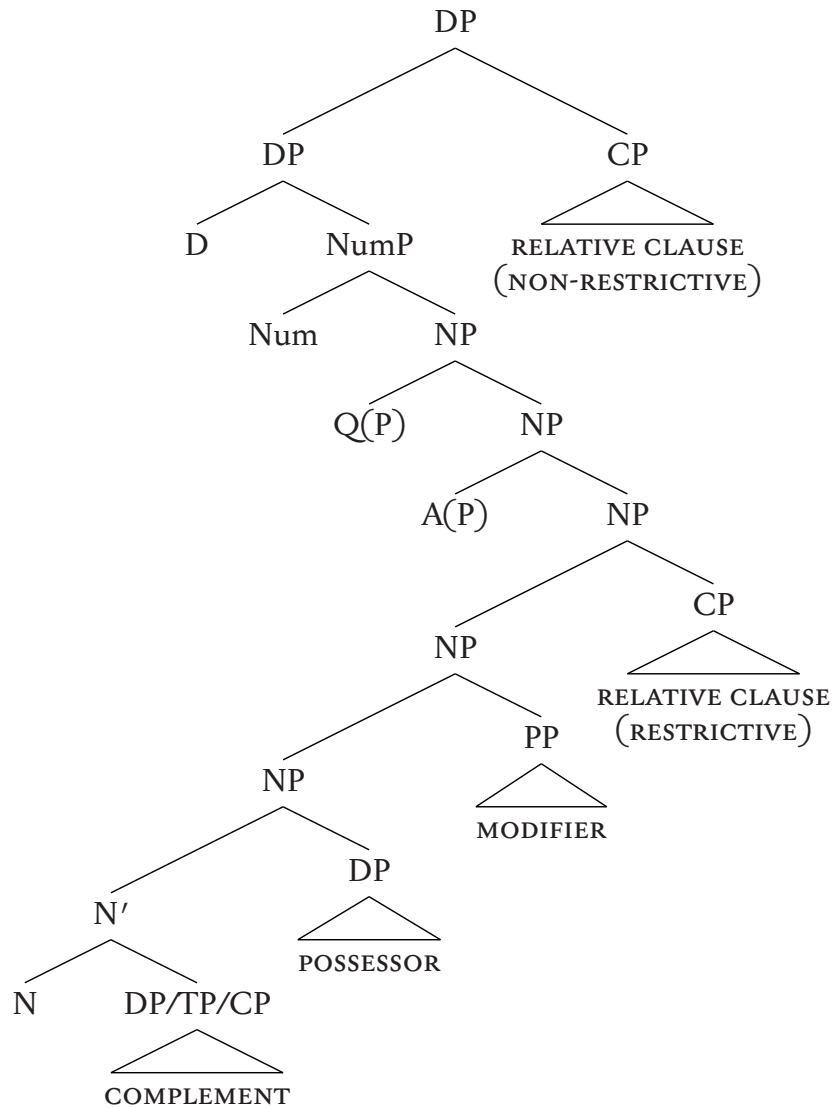 DP
DP CP
D NumP RELATIVE CLAUSE
(NON-RESTRICTIVE)
Num NP
Q(P) NP
A(P) NP
NP CP
RELATIVE CLAUSE
(RESTRICTIVE)
NP PP
MODIFIER
N′ DP
POSSESSOR
N DP/TP/CP
COMPLEMENT